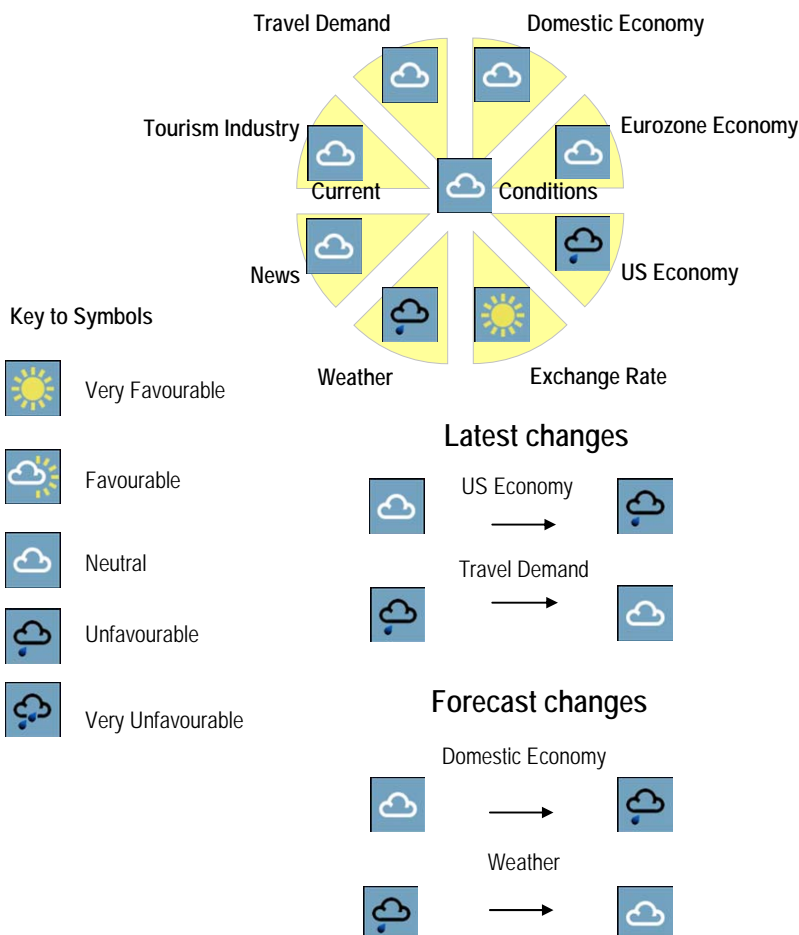 Travel Demand
Domestic Economy
Tourism Industry
Eurozone Economy
Current
Conditions
News
US Economy
Weather
Exchange Rate
Key to Symbols
Very Favourable
Favourable
Neutral
Unfavourable
Very Unfavourable
Latest changes
US Economy
Travel Demand
Forecast changes
Domestic Economy
Weather